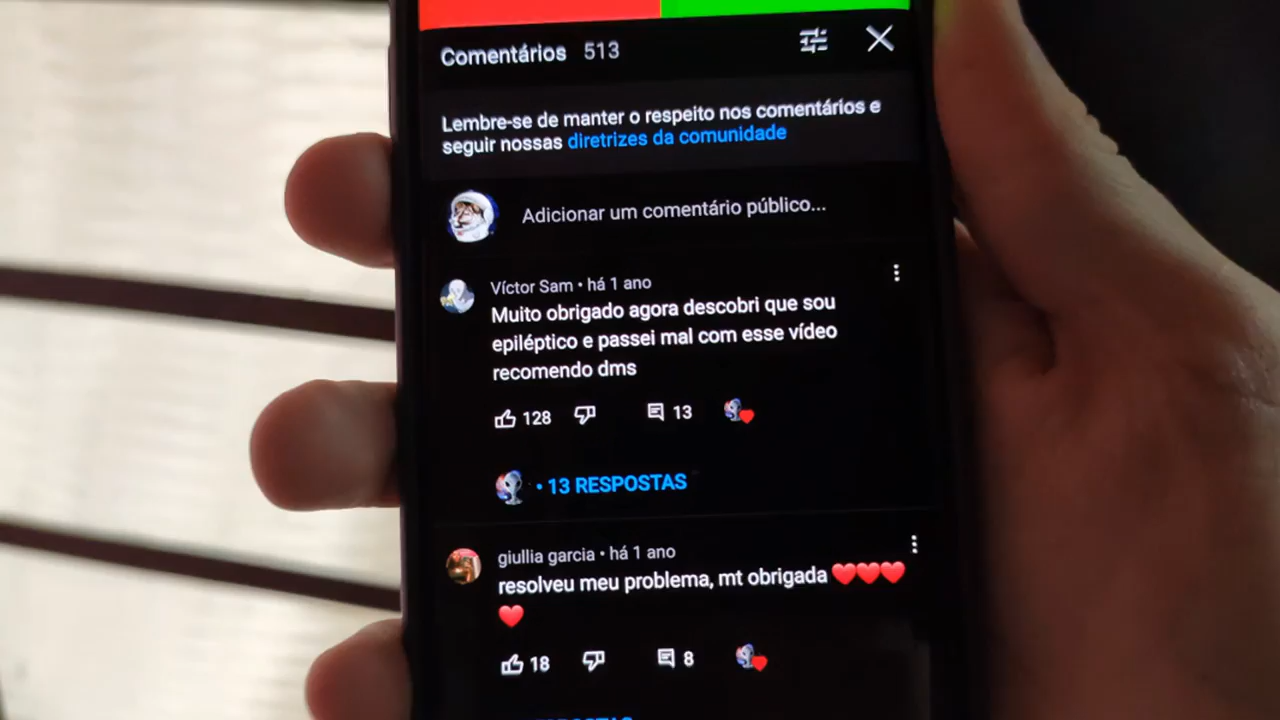 Comentários 513
Lembre-se de manter o respeito nos comentários e
seguir nossas diretrizes da comunidade
Adicionar um comentário público...
Víctor Sam • há 1 ano
Muito obrigado agora descobri que sou
epiléptico e passei mal com esse vídeo
recomendo dms
128 13
• 13 RESPOSTAS
giullia garcia • há 1 ano
resolveu meu problema, mt obrigada ❤️❤️❤️
❤️
18 8